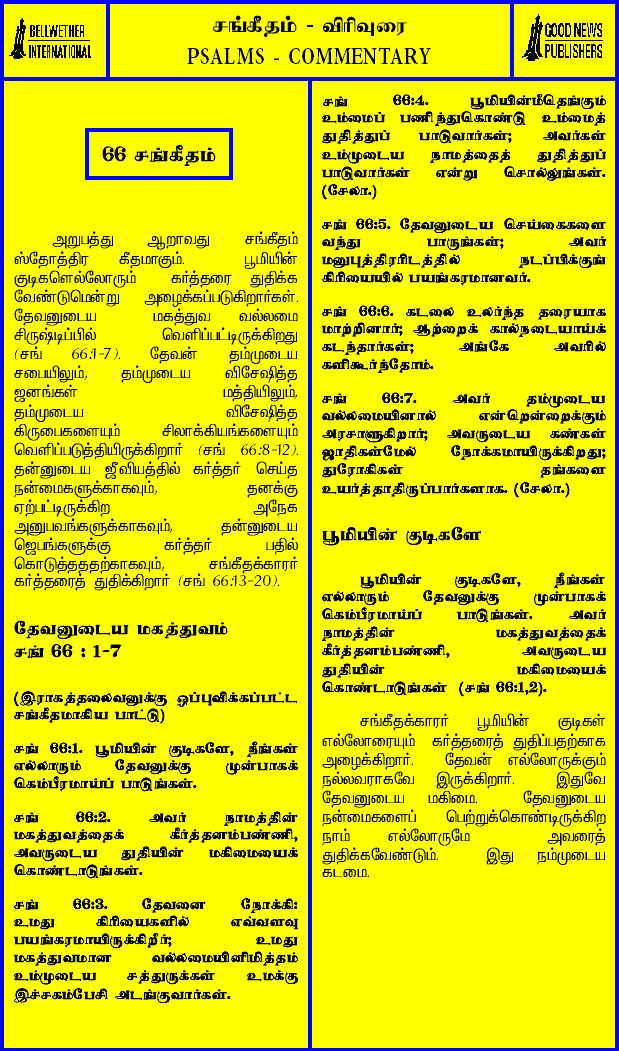 BELLWETHER
INTERNATIONAL
சங்கீதம் - விரிவுரை
PSALMS - COMMENTARY
GOOD NEWS
PUBLISHERS
66 சங்கீதம்
அறுபத்து ஆறாவது சங்கீதம்
ஸ்தோத்திர கீதமாகும். பூமியின்
குடிகளெல்லோரும் கர்த்தரை துதிக்க
வேண்டுமென்று அழைக்கப்படுகிறார்கள்.
தேவனுடைய மகத்துவ வல்லமை
சிருஷ்டிப்பில் வெளிப்பட்டிருக்கிறது
(சங் 66:1-7). தேவன் தம்முடைய
சபையிலும், தம்முடைய விசேஷித்த
ஜனங்கள் மத்தியிலும்,
தம்முடைய விசேஷித்த
கிருபைகளையும் சிலாக்கியங்களையும்
வெளிப்படுத்தியிருக்கிறார் (சங் 66:8-12).
தன்னுடைய ஜீவியத்தில் கர்த்தர் செய்த
நன்மைகளுக்காகவும், தனக்கு
ஏற்பட்டிருக்கிற அநேக
அனுபவங்களுக்காகவும், தன்னுடைய
ஜெபங்களுக்கு கர்த்தர் பதில்
கொடுத்தததற்காகவும், சங்கீதக்காரர்
கர்த்தரைத் துதிக்கிறார் (சங் 66:13-20).
தேவனுடைய மகத்துவம்
சங் 66 : 1-7
(இராகத்தலைவனுக்கு ஒப்புவிக்கப்பட்ட
சங்கீதமாகிய பாட்டு)
சங் 66:1. பூமியின் குடிகளே, நீங்கள்
எல்லாரும் தேவனுக்கு முன்பாகக்
கெம்பீரமாய்ப் பாடுங்கள்.
சங் 66:2. அவர் நாமத்தின்
மகத்துவத்தைக் கீர்த்தனம்பண்ணி,
அவருடைய துதியின் மகிமையைக்
கொண்டாடுங்கள்.
சங் 66:3. தேவனை நோக்கி:
உமது கிரியைகளில் எவ்வளவு
பயங்கரமாயிருக்கிறீர்; உமது
மகத்துவமான வல்லமையினிமித்தம்
உம்முடைய சத்துருக்கள் உமக்கு
இச்சகம்பேசி அடங்குவார்கள்.
சங் 66:4. பூமியின்மீதெங்கும்
உம்மைப் பணிந்துகொண்டு உம்மைத்
துதித்துப் பாடுவார்கள்; அவர்கள்
உம்முடைய நாமத்தைத் துதித்துப்
பாடுவார்கள் என்று சொல்லுங்கள்.
(சேலா.)
சங் 66:5. தேவனுடைய செய்கைகளை
வந்து பாருங்கள்; அவர்
மனுபுத்திரரிடத்தில் நடப்பிக்குங்
கிரியையில் பயங்கரமானவர்.
சங் 66:6. கடலை உலர்ந்த தரையாக
மாற்றினார்; ஆற்றைக் கால்நடையாய்க்
கடந்தார்கள்; அங்கே அவரில்
களிகூர்ந்தோம்.
சங் 66:7. அவர் தம்முடைய
வல்லமையினால் என்றென்றைக்கும்
அரசாளுகிறார்; அவருடைய கண்கள்
ஜாதிகள்மேல் நோக்கமாயிருக்கிறது;
துரோகிகள் தங்களை
உயர்த்தாதிருப்பார்களாக. (சேலா.)
பூமியின் குடிகளே
பூமியின் குடிகளே, நீங்கள்
எல்லாரும் தேவனுக்கு முன்பாகக்
கெம்பீரமாய்ப் பாடுங்கள். அவர்
நாமத்தின் மகத்துவத்தைக்
கீர்த்தனம்பண்ணி, அவருடைய
துதியின் மகிமையைக்
கொண்டாடுங்கள் (சங் 66:1,2).
சங்கீதக்காரர் பூமியின் குடிகள்
எல்லோரையும் கர்த்தரைத் துதிப்பதற்காக
அழைக்கிறார். தேவன் எல்லோருக்கும்
நல்லவராகவே இருக்கிறார். இதுவே
தேவனுடைய மகிமை. தேவனுடைய
நன்மைகளைப் பெற்றுக்கொண்டிருக்கிற
நாம் எல்லோருமே அவரைத்
துதிக்கவேண்டும். இது நம்முடைய
கடமை.